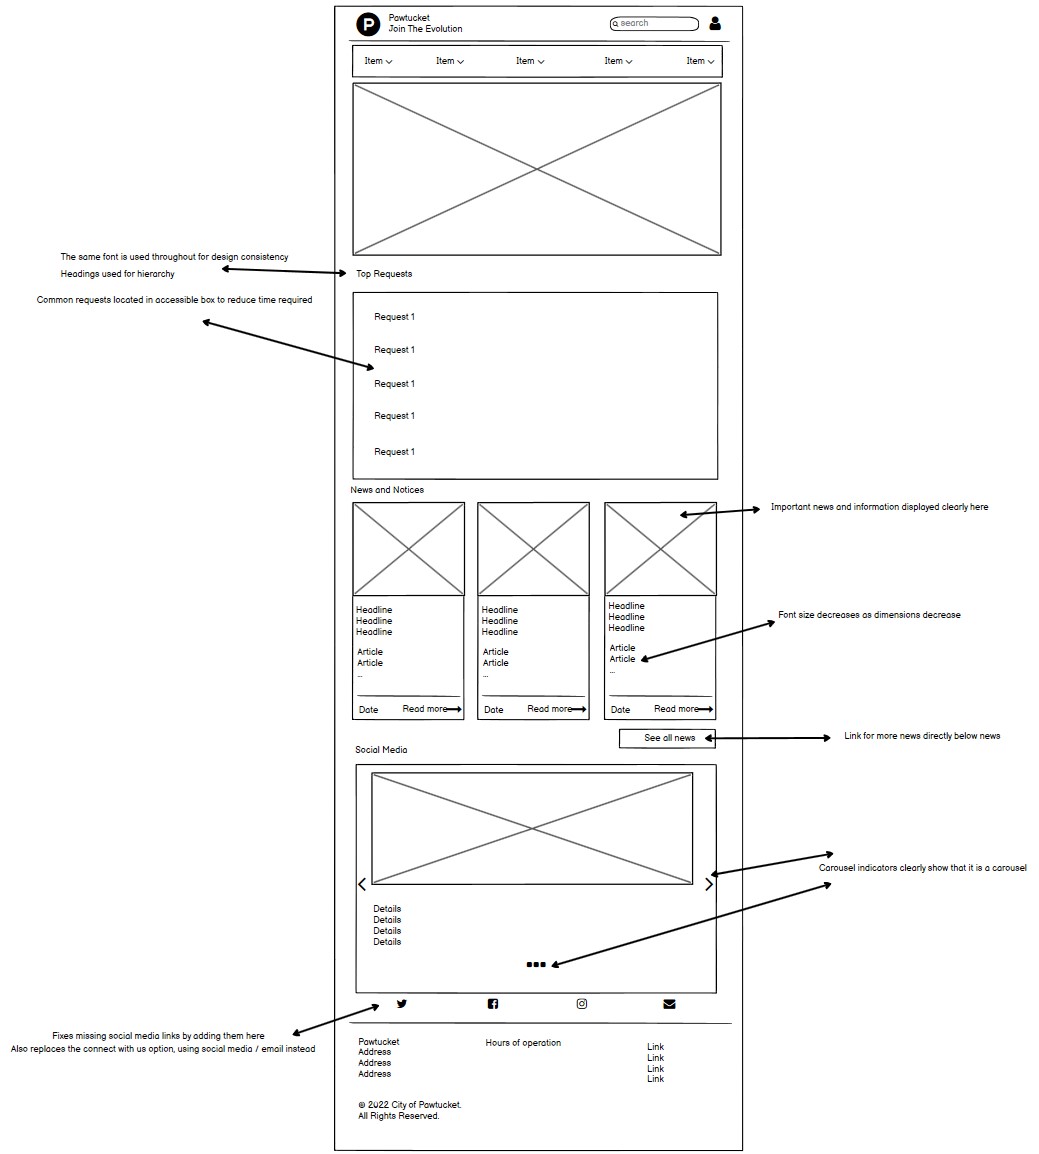 P
Pawtucket
Join The Evolution
search
Item
Item
Item
Item
Item
The same font is used throughout for design consistency
Headings used for hierarchy
Top Requests
Common requests located in accessible box to reduce time required
Request 1
Request 1
Request 1
Request 1
Request 1
News and Notices
Important news and information displayed clearly here
Headline
Headline
Headline
Article
Article
...
Date
Read more
Headline
Headline
Headline
Article
Article
...
Date
Read more
Headline
Headline
Headline
Article
Article
...
Date
Read more
Font size decreases as dimensions decrease
See all news
Link for more news directly below news
Social Media
Carousel indicators clearly show that it is a carousel
Details
Details
Details
Details
Fixes missing social media links by adding them here
Also replaces the connect with us option, using social media / email instead
Pawtucket
Address
Address
Address
Hours of operation
Link
Link
Link
Link
© 2022 City of Pawtucket.
All Rights Reserved.